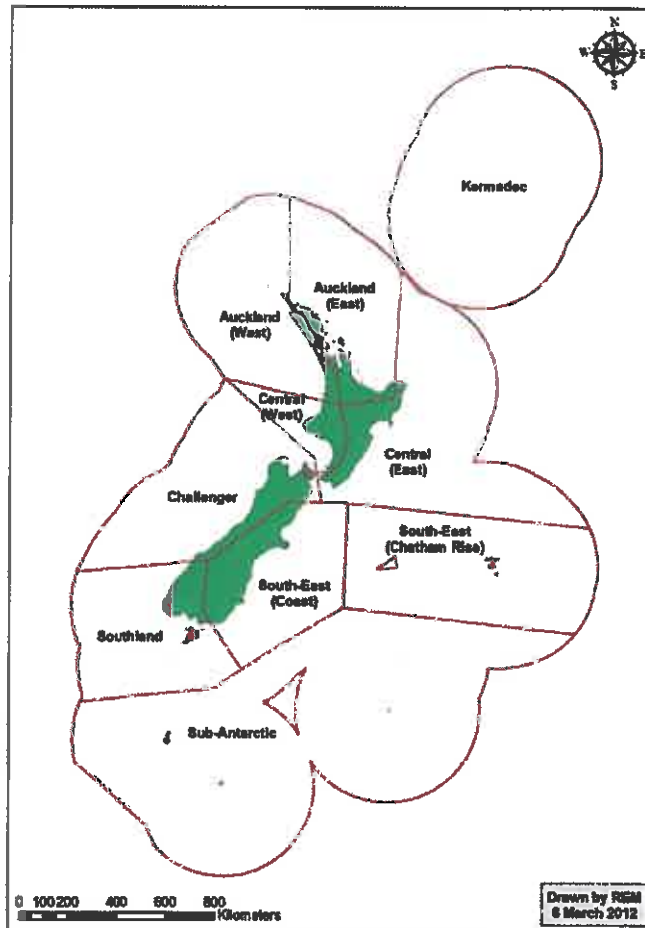 N
W E
S
Kermadec
Auckland
(East)
Auckland
(West)
Central
(West)
Central
(East)
Challenger
South-East
(Chatham Rise)
South-East
(Coast)
Southland
Sub-Antarctic
0 100 200 400 600 800
Kilometers
Drawn by RIEM
6 March 2012